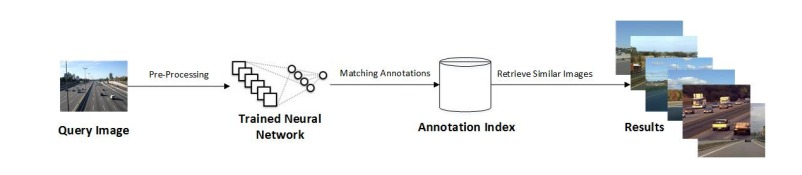 Pre-Processing
Matching Annotations
Retrieve Similar Images
Query Image
Trained Neural
Network
Annotation Index
Results